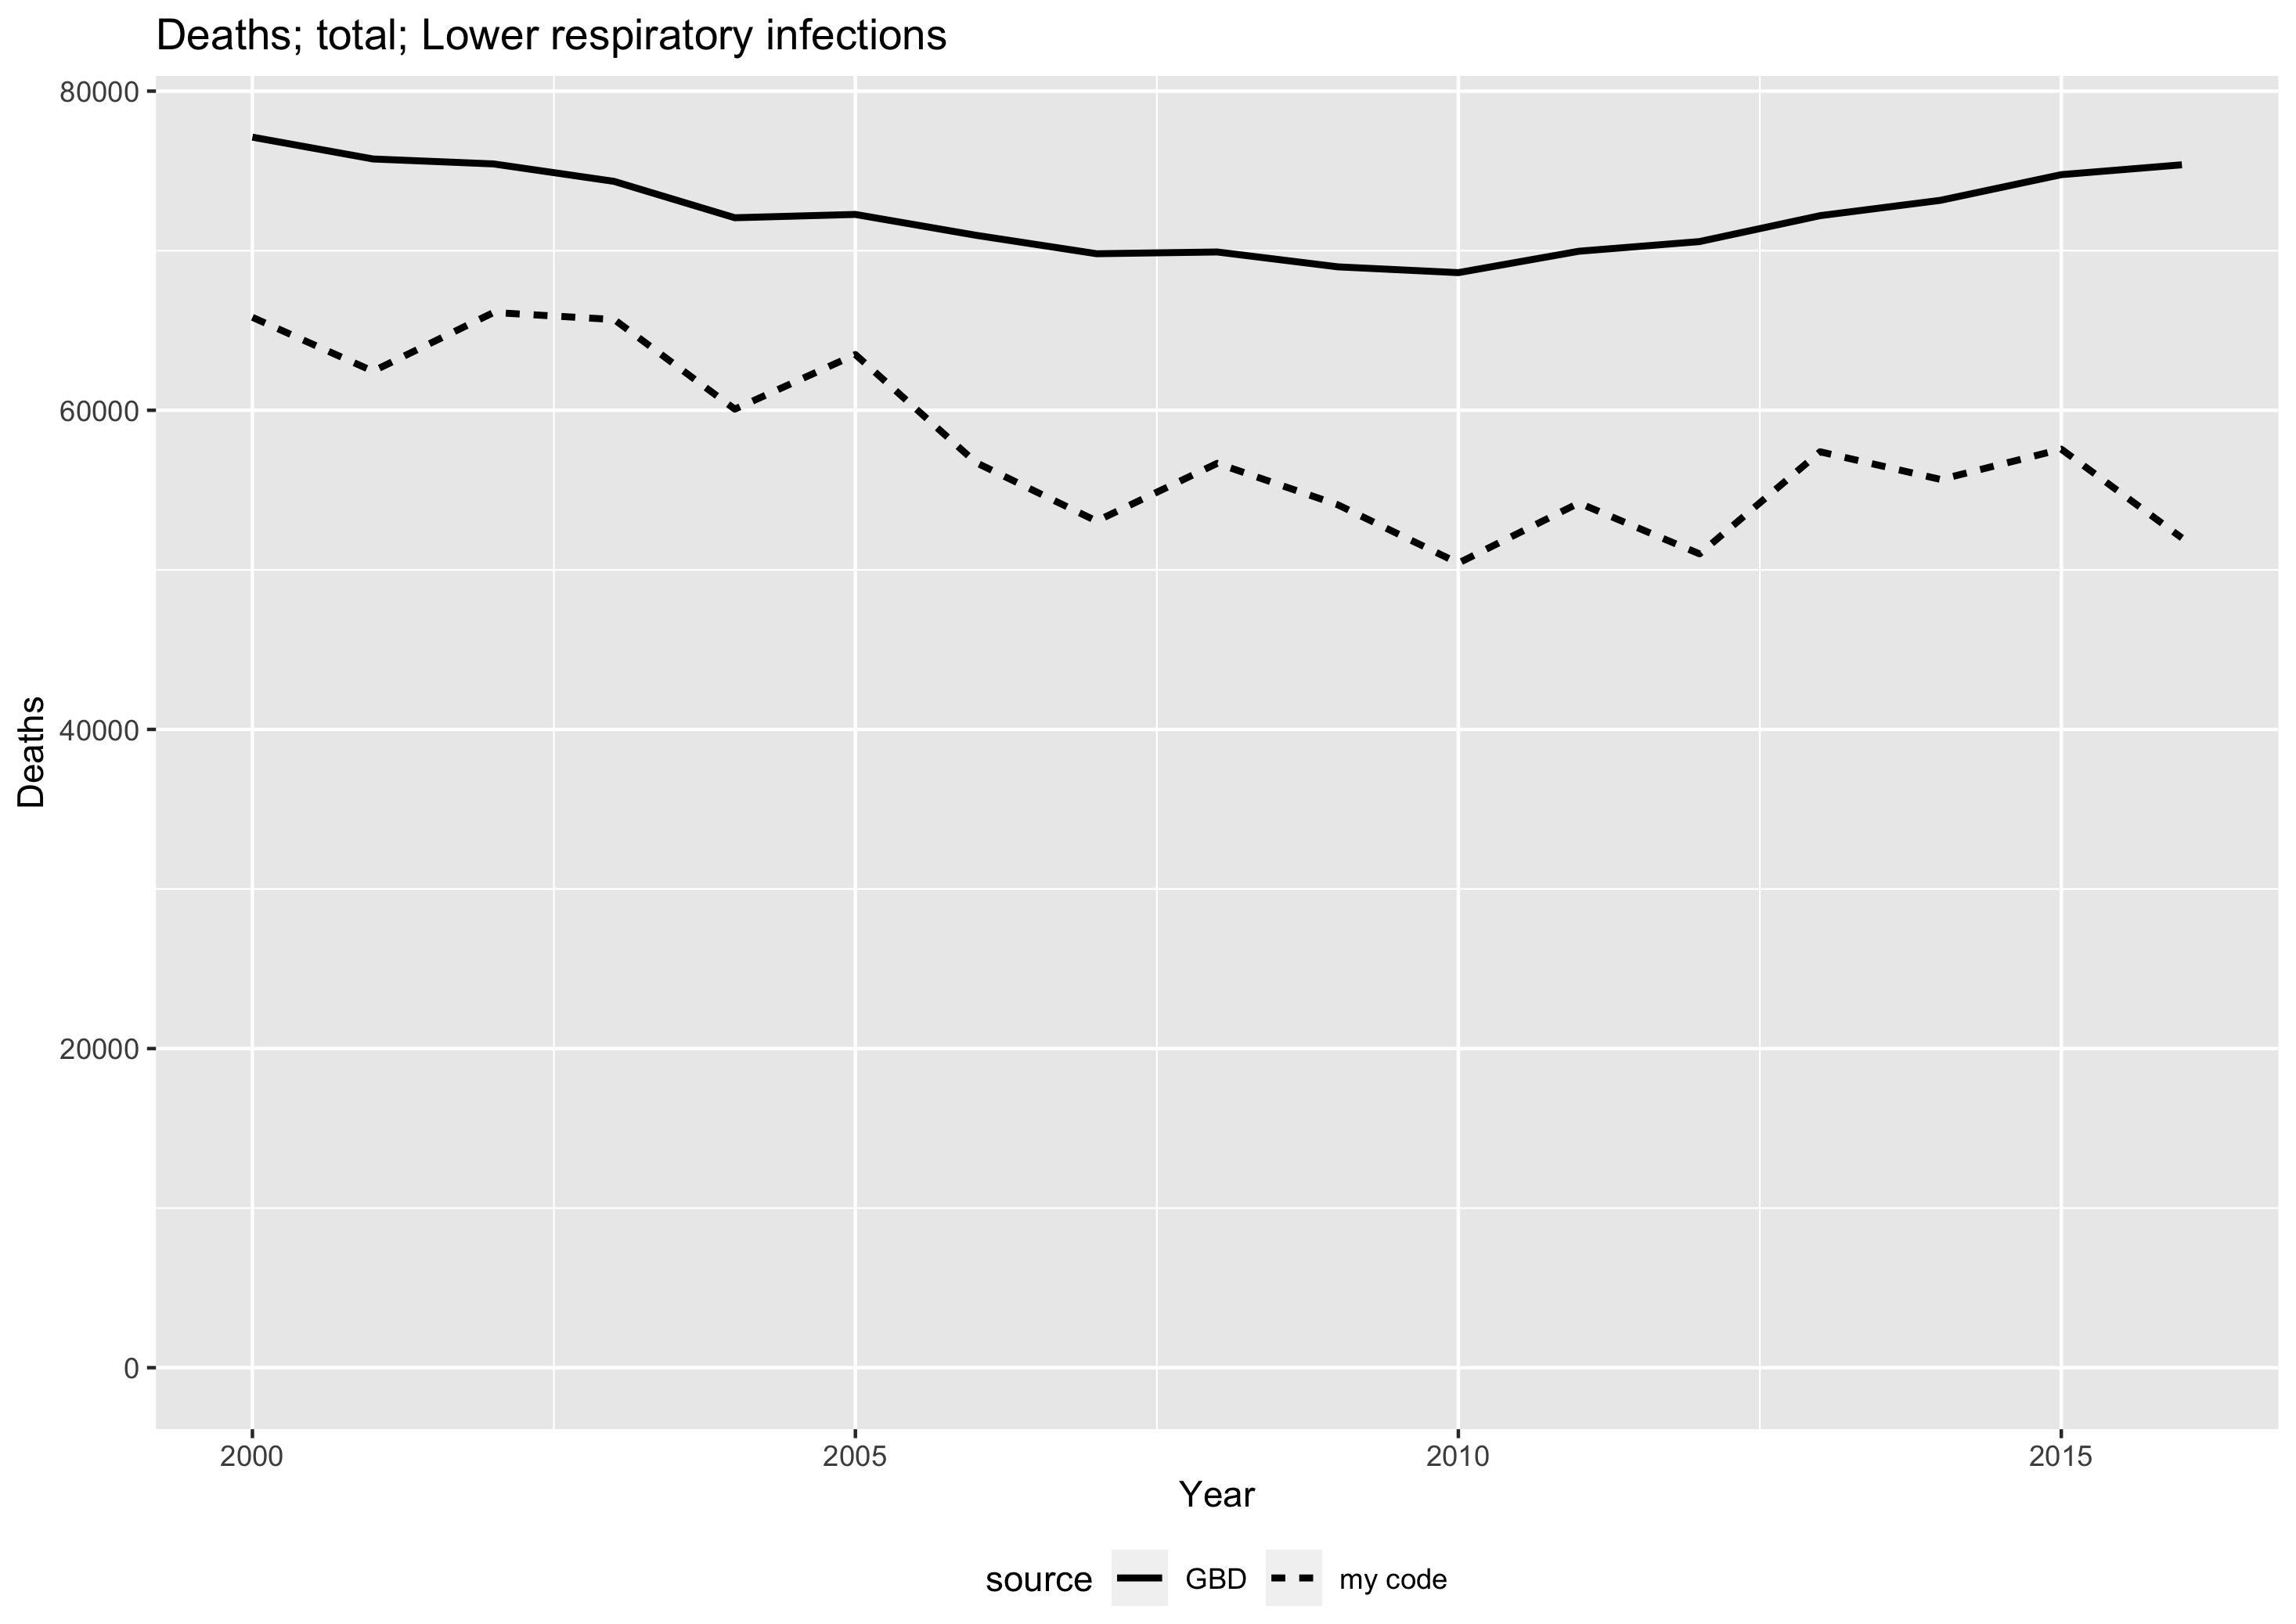 Deaths; total; Lower respiratory infections
80000
60000
40000
20000
0
Deaths
2000 2005 2010 2015
Year
source GBD my code